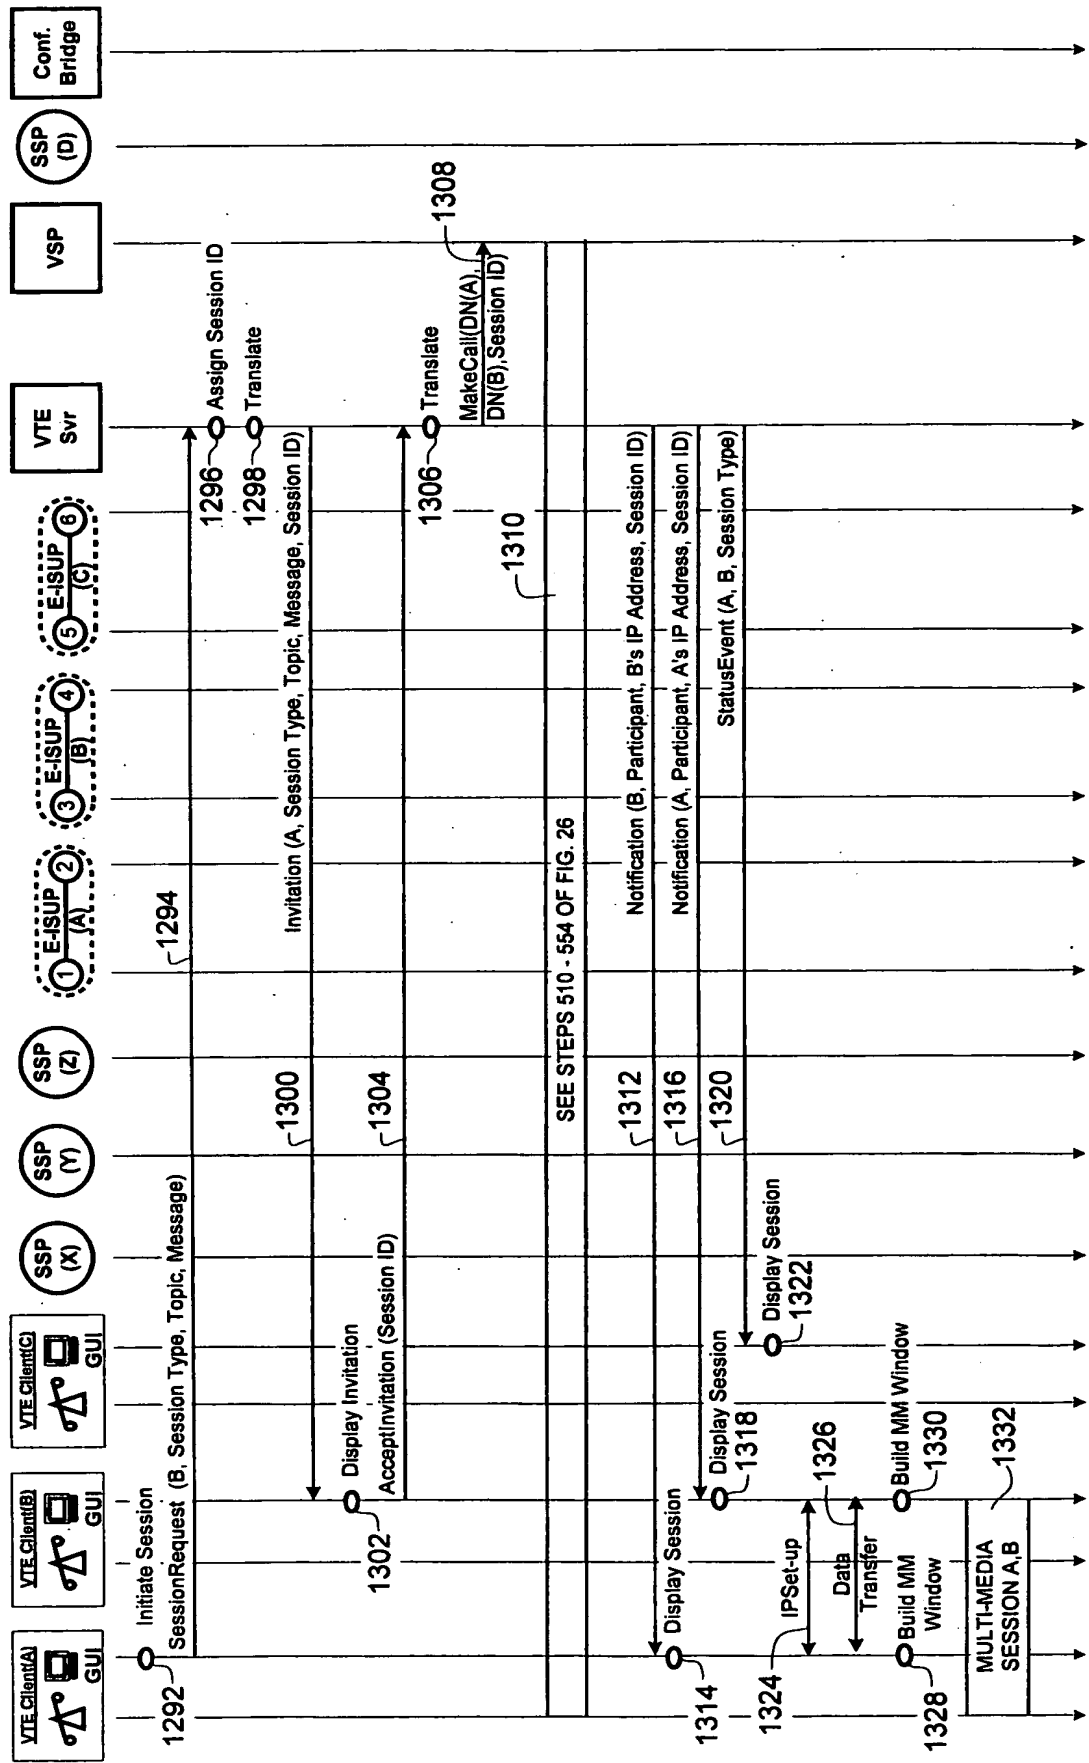 VTE Client(A)
GUI
VTE Client(B)
GUI
VTE Client(C)
GUI
SSP
(X)
SSP
(Y)
SSP
(Z)
1
E-ISUP
(A)
2
3
E-ISUP
(B)
4
5
E-ISUP
(C)
6
VTE
Svr
VSP
SSP
(D)
Conf.
Bridge
Initiate Session
1292
SessionRequest (B, Session Type, Topic, Message)
1294
1296
Assign Session ID
1298
Translate
Invitation (A, Session Type, Topic, Message, Session ID)
1300
Display Invitation
1302
AcceptInvitation (Session ID)
1304
1306
Translate
MakeCall(DN(A),
DN(B),Session ID)
1308
SEE STEPS 510 - 554 OF FIG. 26
1310
Notification (B, Participant, B's IP Address, Session ID)
1312
Display Session
1314
Notification (A, Participant, A's IP Address, Session ID)
1316
Display Session
1318
StatusEvent (A, B, Session Type)
1320
Display Session
1322
IPSet-up
1324
Data
Transfer
1326
Build MM
Window
1328
Build MM Window
1330
MULTI-MEDIA
SESSION A,B
1332